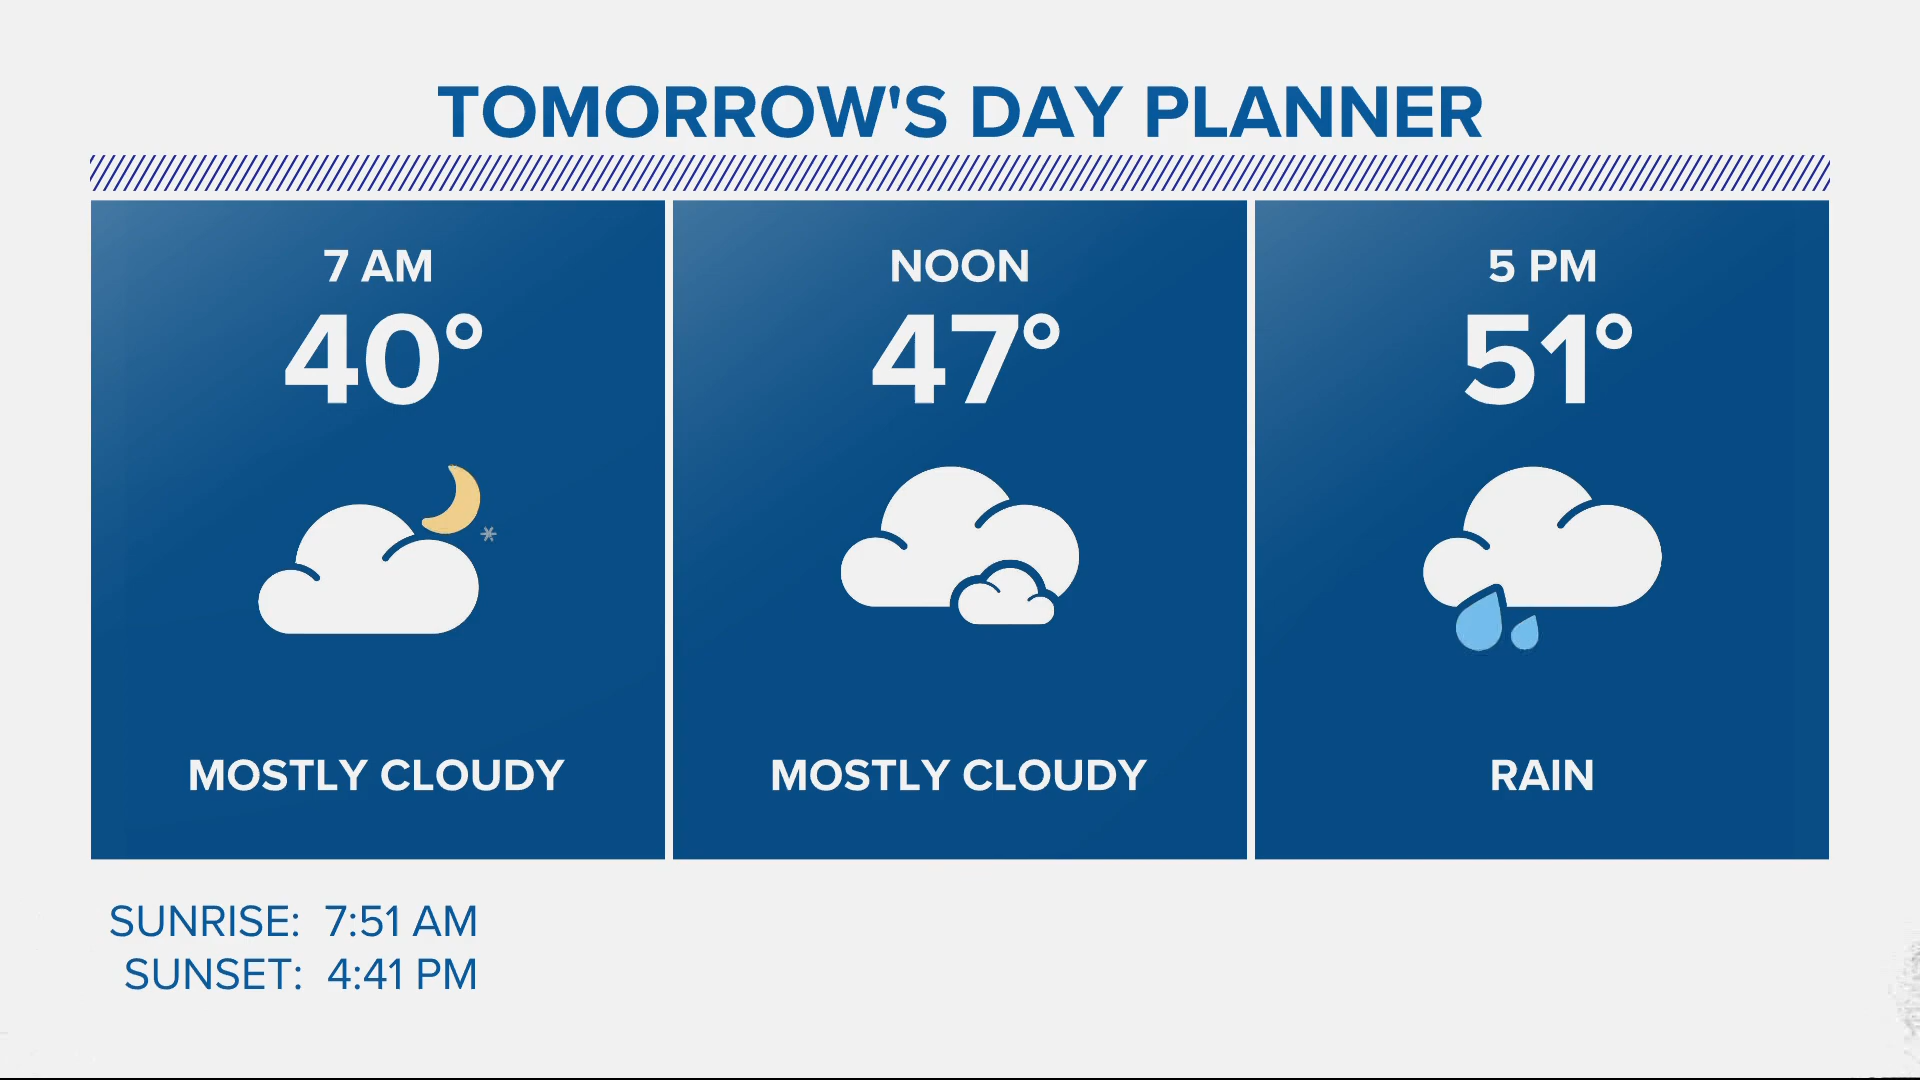 TOMORROW'S DAY PLANNER
7 AM
40°
MOSTLY CLOUDY
NOON
47°
MOSTLY CLOUDY
5 PM
51°
RAIN
SUNRISE: 7:51 AM
SUNSET: 4:41 PM